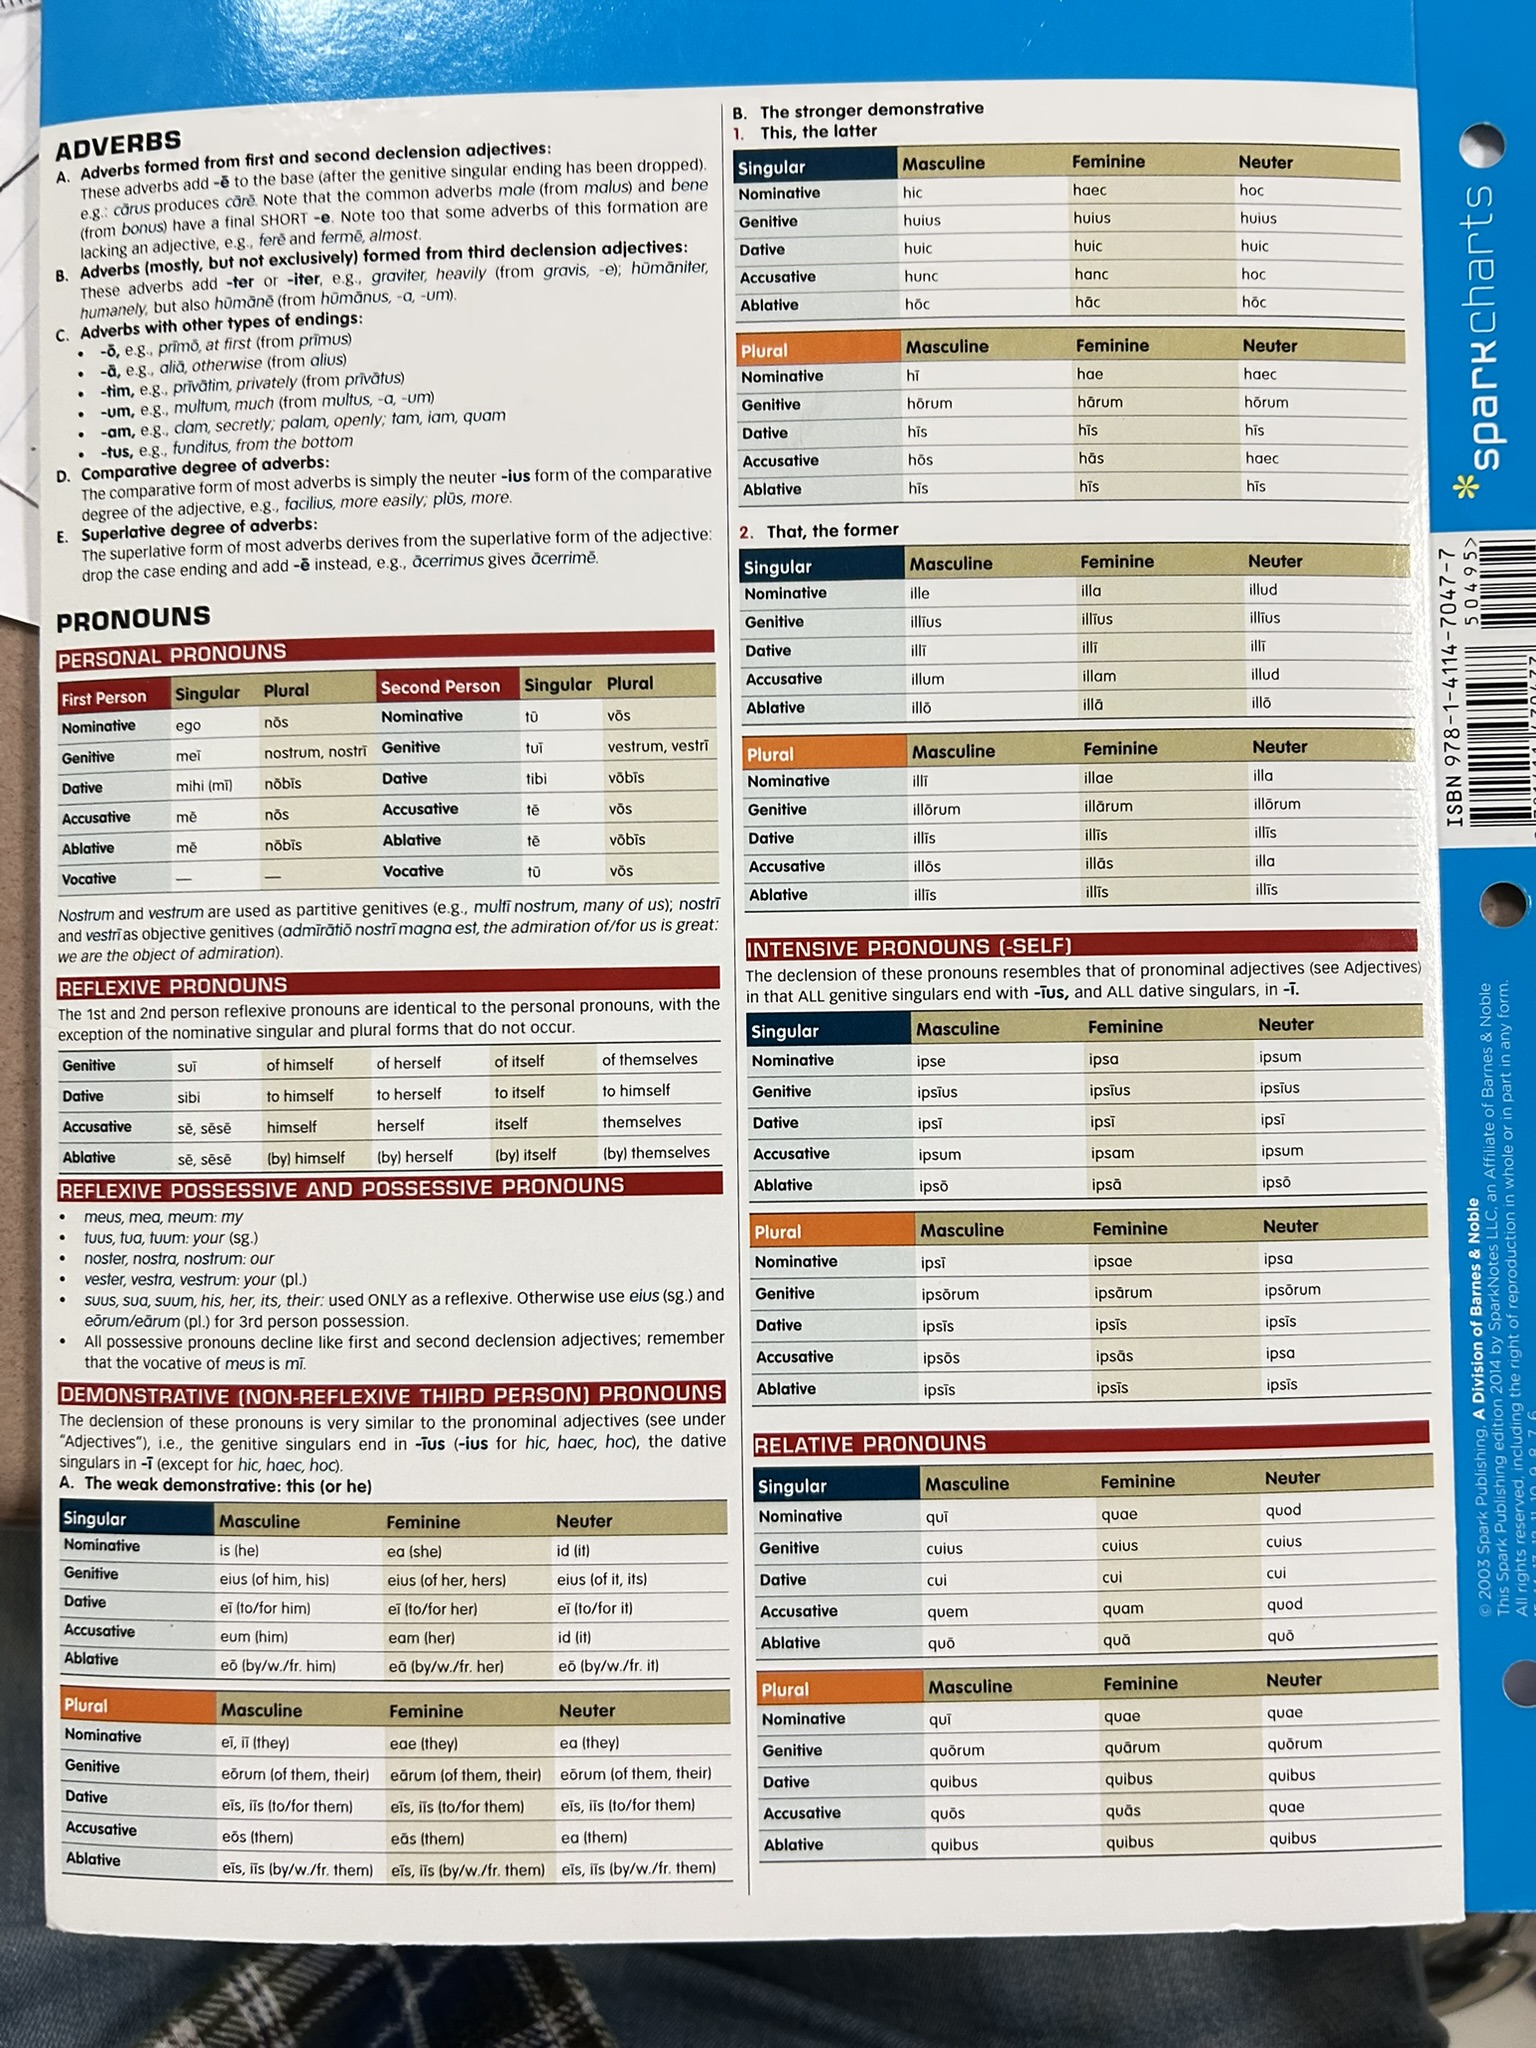 ADVERBS
A. Adverbs formed from first and second declension adjectives:
These adverbs add -ē to the base (after the genitive singular ending has been dropped).
e.g.: cārus produces cārē. Note that the common adverbs male (from malus) and bene
(from bonus) have a final SHORT -e. Note too that some adverbs of this formation are
lacking an adjective, e.g., ferē and fermē, almost.
B. Adverbs (mostly, but not exclusively) formed from third declension adjectives:
These adverbs add -ter or -iter, e.g., graviter, heavily (from gravis, -e); hūmāniter,
humanely, but also hūmānē (from hūmānus, -a, -um).
C. Adverbs with other types of endings:
• -ō, e.g., prīmō, at first (from prīmus)
• -ā, e.g., aliā, otherwise (from alius)
• -tim, e.g., prīvātim, privately (from prīvātus)
• -um, e.g., multum, much (from multus, -a, -um)
• -am, e.g., clam, secretly; palam, openly; tam, iam, quam
• -tus, e.g., funditus, from the bottom
D. Comparative degree of adverbs:
The comparative form of most adverbs is simply the neuter -ius form of the comparative
degree of the adjective, e.g., facilius, more easily; plūs, more.
E. Superlative degree of adverbs:
The superlative form of most adverbs derives from the superlative form of the adjective:
drop the case ending and add -ē instead, e.g., ācerrimus gives ācerrimē.
PRONOUNS
PERSONAL PRONOUNS
First Person Singular Plural Second Person Singular Plural
Nominative ego nōs Nominative tū vōs
Genitive meī nostrum, nostrī Genitive tuī vestrum, vestrī
Dative mihi (mī) nōbīs Dative tibi vōbīs
Accusative mē nōs Accusative tē vōs
Ablative mē nōbīs Ablative tē vōbīs
Vocative — — Vocative tū vōs
Nostrum and vestrum are used as partitive genitives (e.g., multī nostrum, many of us); nostrī
and vestrī as objective genitives (admīrātiō nostrī magna est, the admiration of/for us is great:
we are the object of admiration).
REFLEXIVE PRONOUNS
The 1st and 2nd person reflexive pronouns are identical to the personal pronouns, with the
exception of the nominative singular and plural forms that do not occur.
Genitive suī of himself of herself of itself of themselves
Dative sibi to himself to herself to itself to himself
Accusative sē, sēsē himself herself itself themselves
Ablative sē, sēsē (by) himself (by) herself (by) itself (by) themselves
REFLEXIVE POSSESSIVE AND POSSESSIVE PRONOUNS
• meus, mea, meum: my
• tuus, tua, tuum: your (sg.)
• noster, nostra, nostrum: our
• vester, vestra, vestrum: your (pl.)
• suus, sua, suum, his, her, its, their: used ONLY as a reflexive. Otherwise use eius (sg.) and
eōrum/eārum (pl.) for 3rd person possession.
• All possessive pronouns decline like first and second declension adjectives; remember
that the vocative of meus is mī.
DEMONSTRATIVE (NON-REFLEXIVE THIRD PERSON) PRONOUNS
The declension of these pronouns is very similar to the pronominal adjectives (see under
"Adjectives"), i.e., the genitive singulars end in -īus (-ius for hic, haec, hoc), the dative
singulars in -ī (except for hic, haec, hoc).
A. The weak demonstrative: this (or he)
Singular Masculine Feminine Neuter
Nominative is (he) ea (she) id (it)
Genitive eius (of him, his) eius (of her, hers) eius (of it, its)
Dative eī (to/for him) eī (to/for her) eī (to/for it)
Accusative eum (him) eam (her) id (it)
Ablative eō (by/w./fr. him) eā (by/w./fr. her) eō (by/w./fr. it)
Plural Masculine Feminine Neuter
Nominative eī, iī (they) eae (they) ea (they)
Genitive eōrum (of them, their) eārum (of them, their) eōrum (of them, their)
Dative eīs, iīs (to/for them) eīs, iīs (to/for them) eīs, iīs (to/for them)
Accusative eōs (them) eās (them) ea (them)
Ablative eīs, iīs (by/w./fr. them) eīs, iīs (by/w./fr. them) eīs, iīs (by/w./fr. them)
B. The stronger demonstrative
1. This, the latter
Singular Masculine Feminine Neuter
Nominative hic haec hoc
Genitive huius huius huius
Dative huic huic huic
Accusative hunc hanc hoc
Ablative hōc hāc hōc
Plural Masculine Feminine Neuter
Nominative hī hae haec
Genitive hōrum hārum hōrum
Dative hīs hīs hīs
Accusative hōs hās haec
Ablative hīs hīs hīs
2. That, the former
Singular Masculine Feminine Neuter
Nominative ille illa illud
Genitive illīus illīus illīus
Dative illī illī illī
Accusative illum illam illud
Ablative illō illā illō
Plural Masculine Feminine Neuter
Nominative illī illae illa
Genitive illōrum illārum illōrum
Dative illīs illīs illīs
Accusative illōs illās illa
Ablative illīs illīs illīs
INTENSIVE PRONOUNS (-SELF)
The declension of these pronouns resembles that of pronominal adjectives (see Adjectives)
in that ALL genitive singulars end with -īus, and ALL dative singulars, in -ī.
Singular Masculine Feminine Neuter
Nominative ipse ipsa ipsum
Genitive ipsīus ipsīus ipsīus
Dative ipsī ipsī ipsī
Accusative ipsum ipsam ipsum
Ablative ipsō ipsā ipsō
Plural Masculine Feminine Neuter
Nominative ipsī ipsae ipsa
Genitive ipsōrum ipsārum ipsōrum
Dative ipsīs ipsīs ipsīs
Accusative ipsōs ipsās ipsa
Ablative ipsīs ipsīs ipsīs
RELATIVE PRONOUNS
Singular Masculine Feminine Neuter
Nominative quī quae quod
Genitive cuius cuius cuius
Dative cui cui cui
Accusative quem quam quod
Ablative quō quā quō
Plural Masculine Feminine Neuter
Nominative quī quae quae
Genitive quōrum quārum quōrum
Dative quibus quibus quibus
Accusative quōs quās quae
Ablative quibus quibus quibus
*sparkcharts
ISBN 978-1-4114-7047-7
50495>
© 2003 Spark Publishing, A Division of Barnes & Noble
This Spark Publishing edition 2014 by SparkNotes LLC, an Affiliate of Barnes & Noble
All rights reserved, including the right of reproduction in whole or in part in any form.